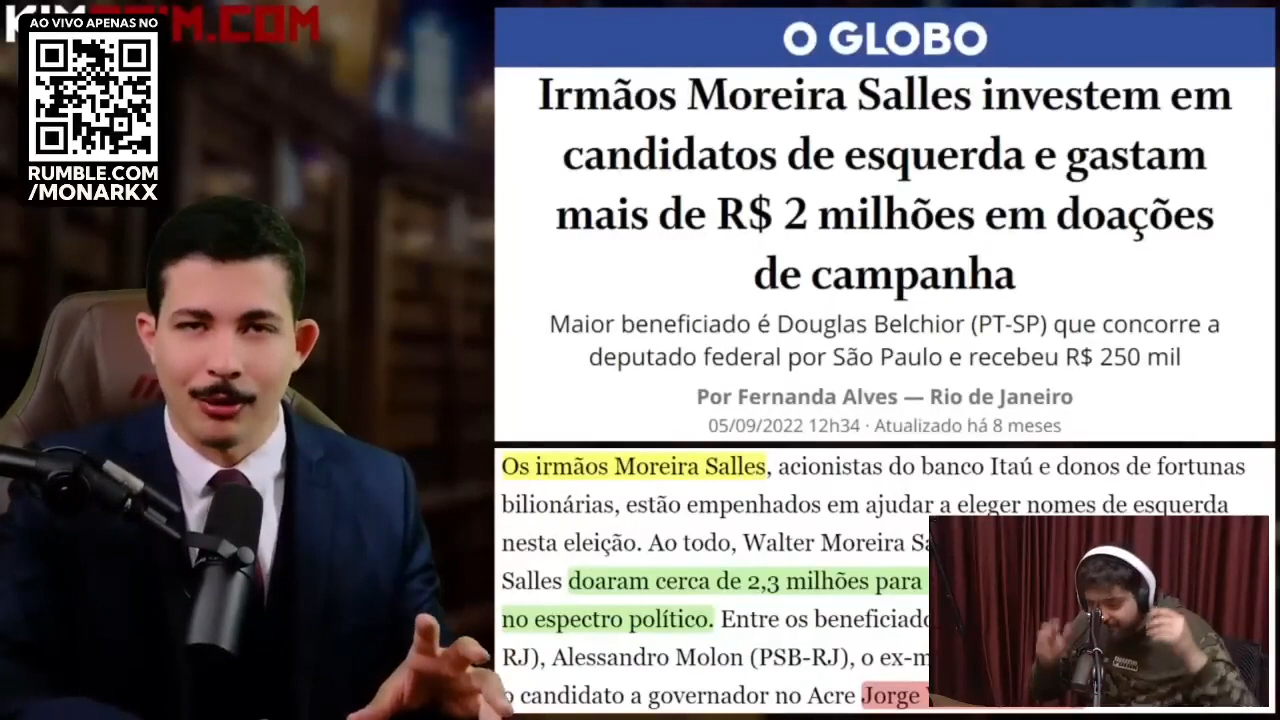 AO VIVO APENAS NO
RUMBLE.COM
/MONARKX
.COM
O GLOBO
Irmãos Moreira Salles investem em
candidatos de esquerda e gastam
mais de R$ 2 milhões em doações
de campanha
Maior beneficiado é Douglas Belchior (PT-SP) que concorre a
deputado federal por São Paulo e recebeu R$ 250 mil
Por Fernanda Alves — Rio de Janeiro
05/09/2022 12h34 · Atualizado há 8 meses
Os irmãos Moreira Salles, acionistas do banco Itaú e donos de fortunas
bilionárias, estão empenhados em ajudar a eleger nomes de esquerda
nesta eleição. Ao todo, Walter Moreira
Salles doaram cerca de 2,3 milhões para
no espectro político. Entre os
RJ), Alessandro Molon (PSB-RJ), o
o candidato a governador no Acre Jorge